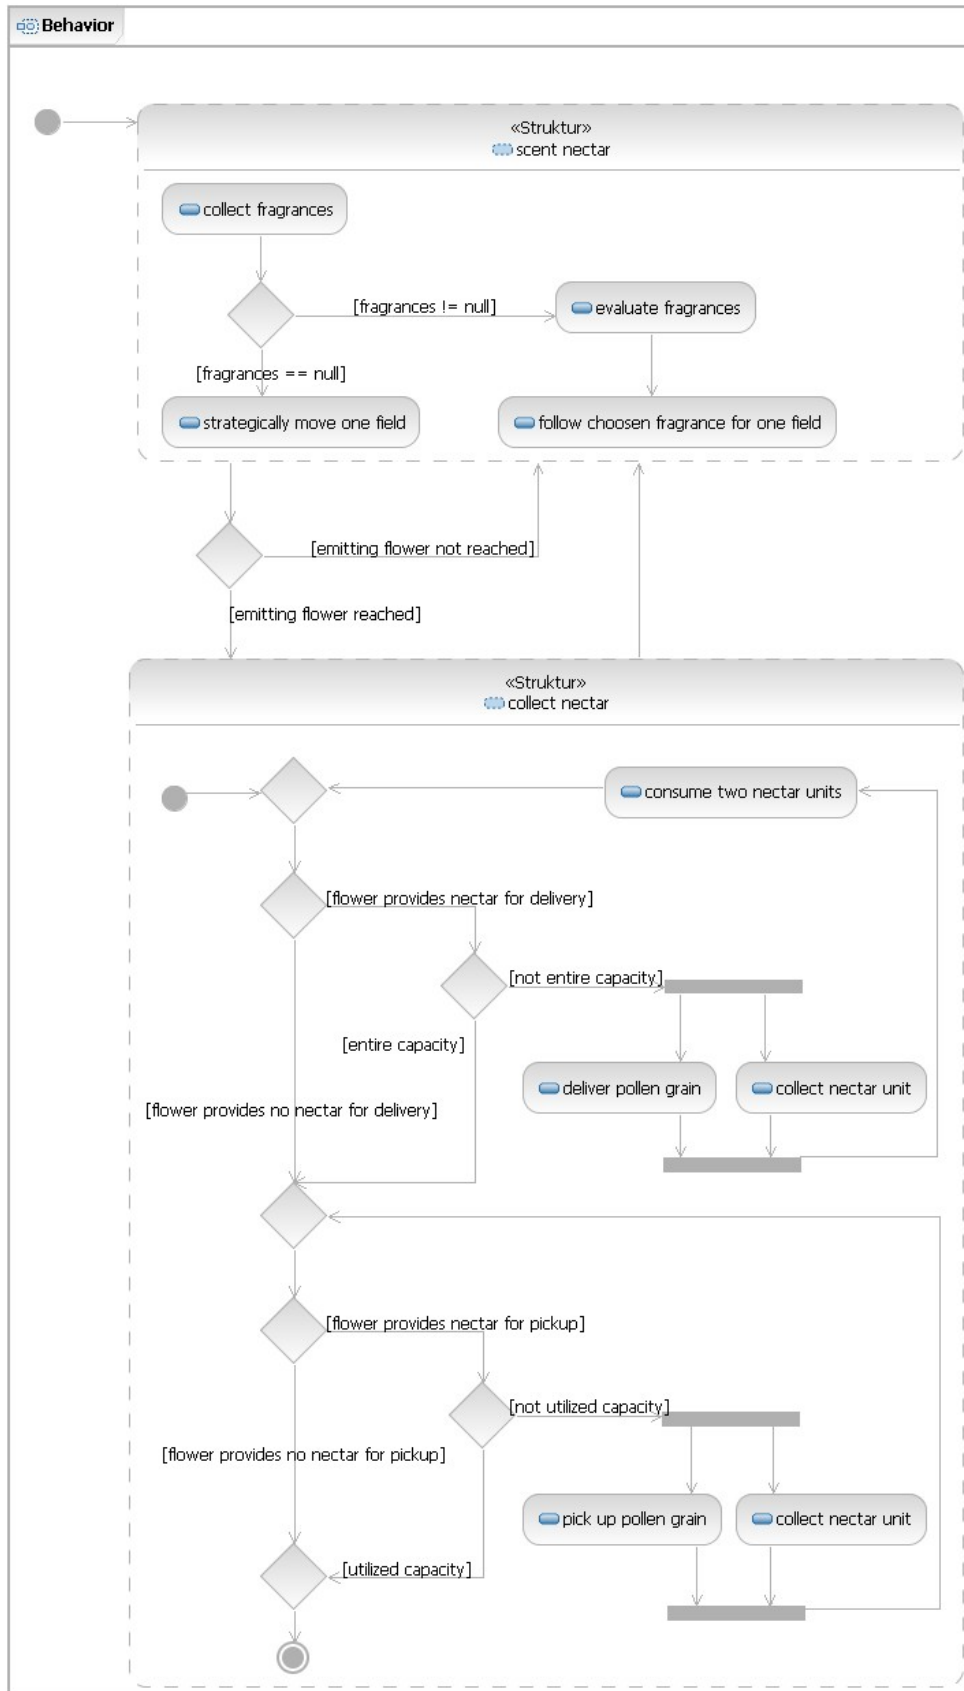 Behavior
«Struktur»
scent nectar
collect fragrances
[fragrances != null]
evaluate fragrances
[fragrances == null]
strategically move one field
follow choosen fragrance for one field
[emitting flower not reached]
[emitting flower reached]
«Struktur»
collect nectar
consume two nectar units
[flower provides nectar for delivery]
[not entire capacity]
[entire capacity]
deliver pollen grain
collect nectar unit
[flower provides no nectar for delivery]
[flower provides nectar for pickup]
[not utilized capacity]
[flower provides no nectar for pickup]
pick up pollen grain
collect nectar unit
[utilized capacity]